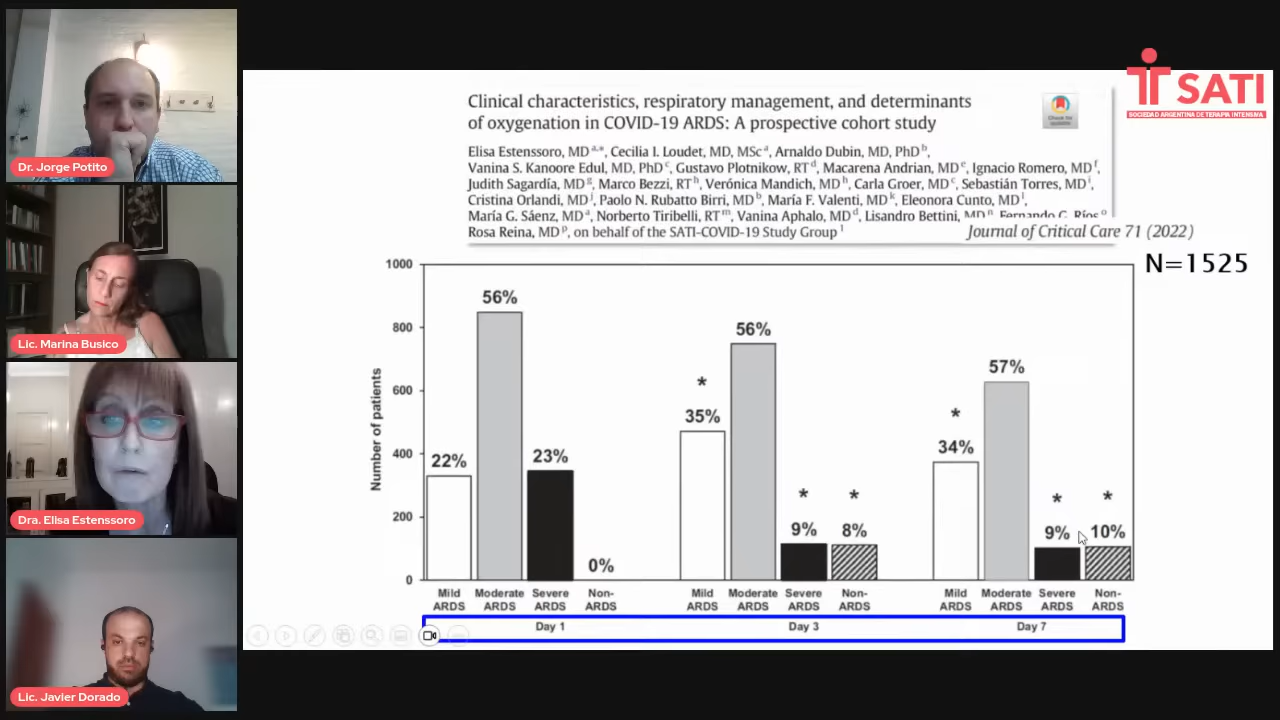 Dr. Jorge Potito
Lic. Marina Busico
Dra. Elisa Estenssoro
Lic. Javier Dorado
SATI
SOCIEDAD ARGENTINA DE TERAPIA INTENSIVA
Clinical characteristics, respiratory management, and determinants
of oxygenation in COVID-19 ARDS: A prospective cohort study
Check for
updates
Elisa Estenssoro, MD a,*, Cecilia I. Loudet, MD, MSc a, Arnaldo Dubin, MD, PhD b,
Vanina S. Kanoore Edul, MD, PhD c, Gustavo Plotnikow, RT d, Macarena Andrian, MD e, Ignacio Romero, MD f,
Judith Sagardía, MD g, Marco Bezzi, RT h, Verónica Mandich, MD h, Carla Groer, MD c, Sebastián Torres, MD i,
Cristina Orlandi, MD j, Paolo N. Rubatto Birri, MD b, María F. Valenti, MD k, Eleonora Cunto, MD l,
María G. Sáenz, MD a, Norberto Tiribelli, RT m, Vanina Aphalo, MD d, Lisandro Bettini, MD n, Fernando G. Ríos o
Rosa Reina, MD p, on behalf of the SATI-COVID-19 Study Group 1
Journal of Critical Care 71 (2022)
N=1525
Number of patients
1000
800
600
400
200
0
22%
56%
23%
0%
*
35%
56%
*
9%
*
8%
*
34%
57%
*
9%
*
10%
Mild ARDS
Moderate ARDS
Severe ARDS
Non-ARDS
Mild ARDS
Moderate ARDS
Severe ARDS
Non-ARDS
Mild ARDS
Moderate ARDS
Severe ARDS
Non-ARDS
Day 1
Day 3
Day 7